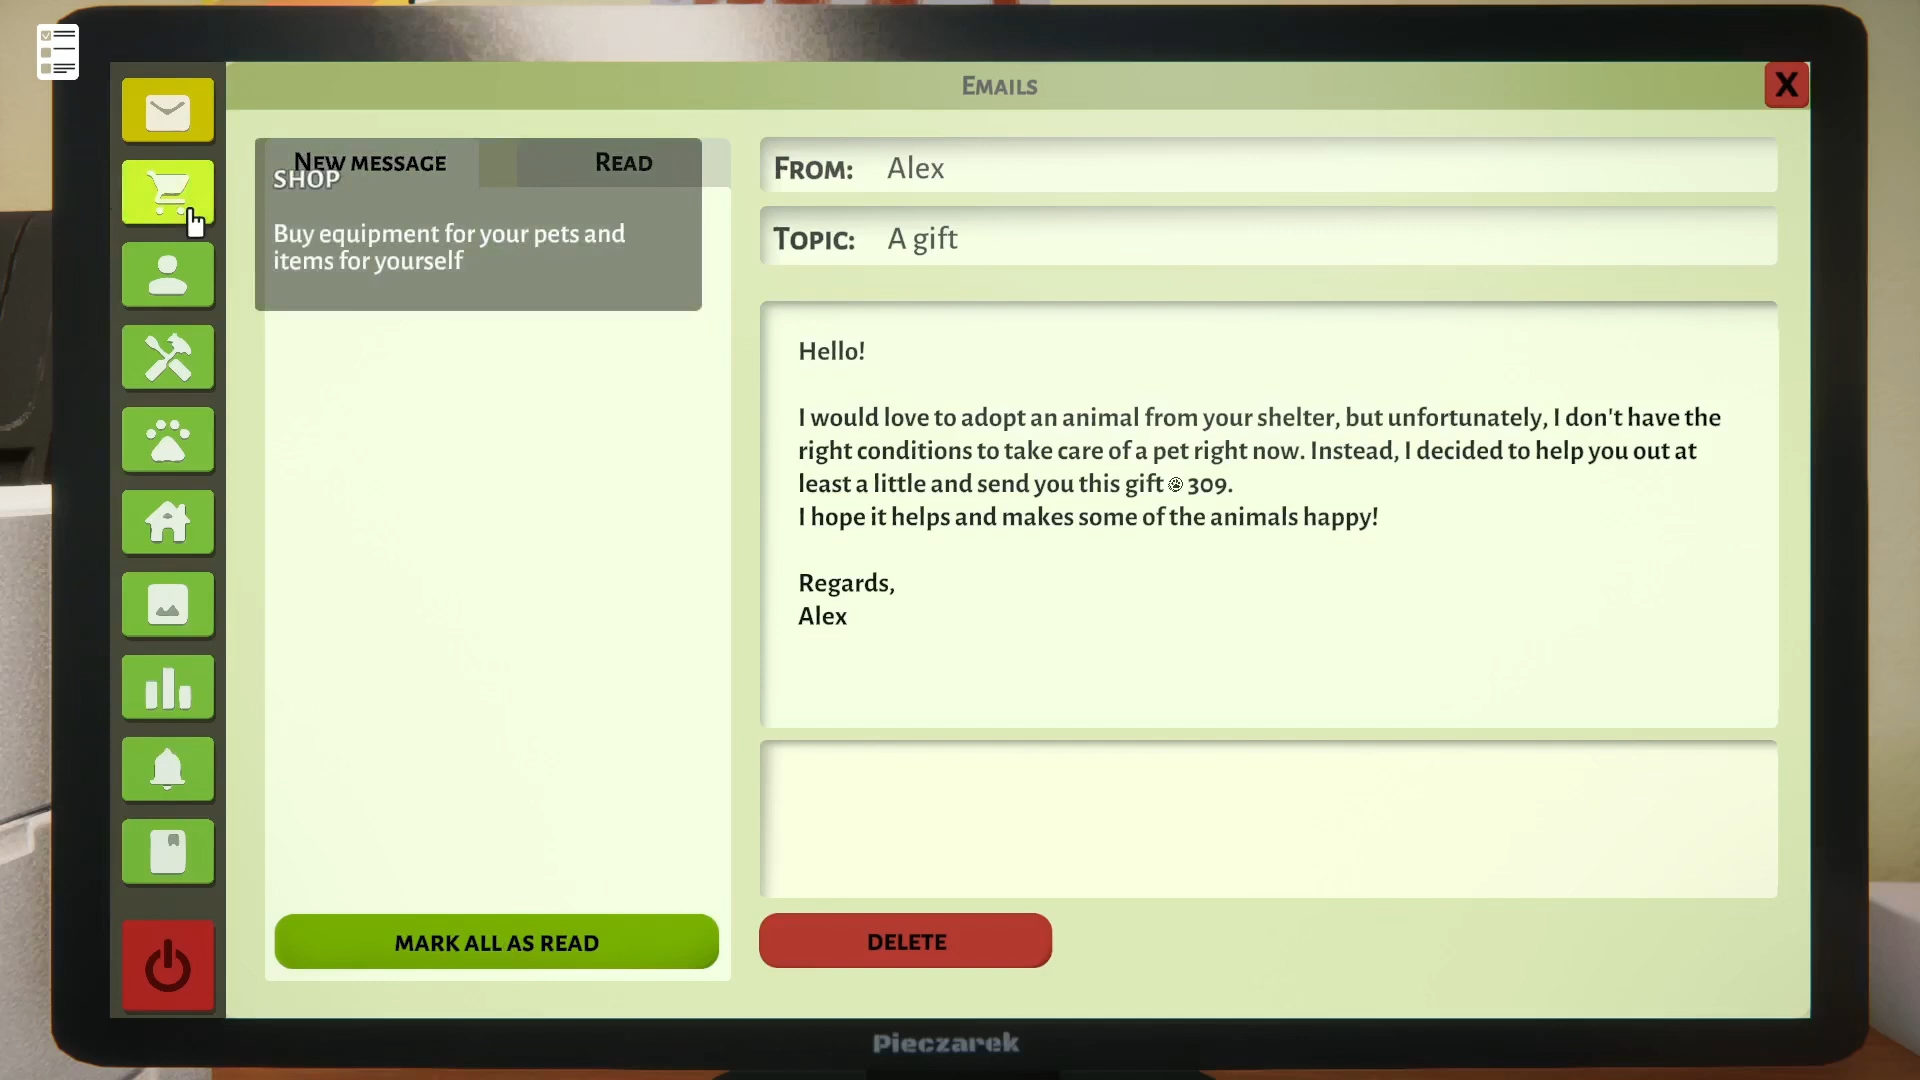 Emails
X
New message
Read
SHOP
Buy equipment for your pets and
items for yourself
MARK ALL AS READ
From: Alex
Topic: A gift
Hello!
I would love to adopt an animal from your shelter, but unfortunately, I don't have the
right conditions to take care of a pet right now. Instead, I decided to help you out at
least a little and send you this gift 309.
I hope it helps and makes some of the animals happy!
Regards,
Alex
DELETE
Pieczarek